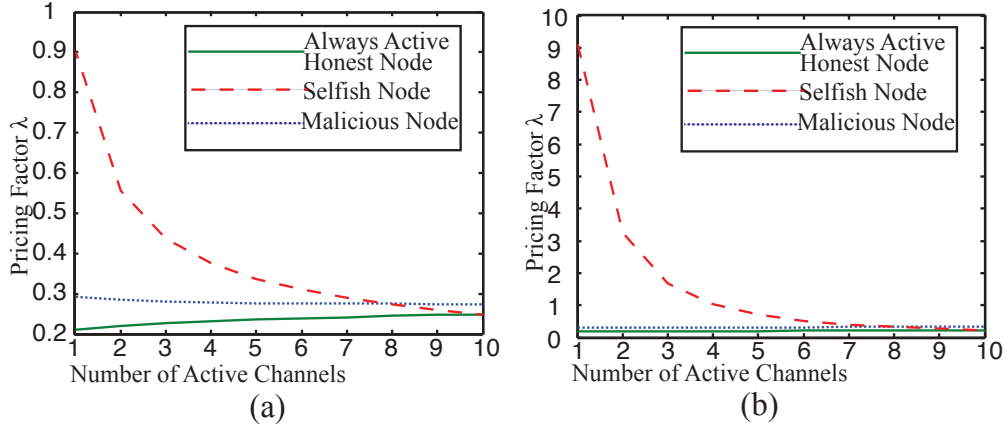 1
0.9
0.8
0.7
0.6
0.5
0.4
0.3
0.2
Pricing Factor λ
Always Active
Honest Node
Selfish Node
Malicious Node
1 2 3 4 5 6 7 8 9 10
Number of Active Channels
(a)
10
9
8
7
6
5
4
3
2
1
0
Pricing Factor λ
Always Active
Honest Node
Selfish Node
Malicious Node
1 2 3 4 5 6 7 8 9 10
Number of Active Channels
(b)